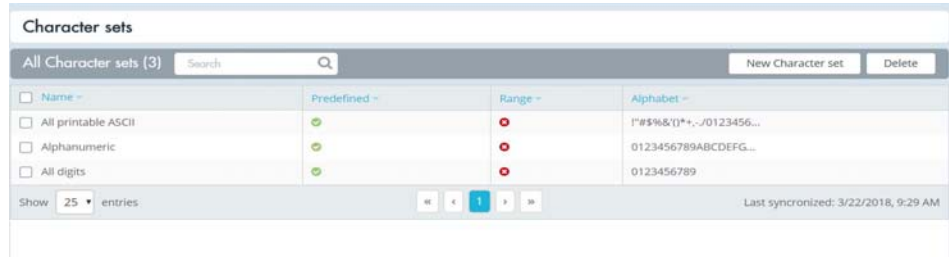 Character sets
All Character sets (3) Search New Character set Delete
Name Predefined Range Alphabet
All printable ASCII !"#$%&'()*+,-./0123456...
Alphanumeric 0123456789ABCDEFG...
All digits 0123456789
Show 25 entries « ‹ 1 › » Last syncronized: 3/22/2018, 9:29 AM